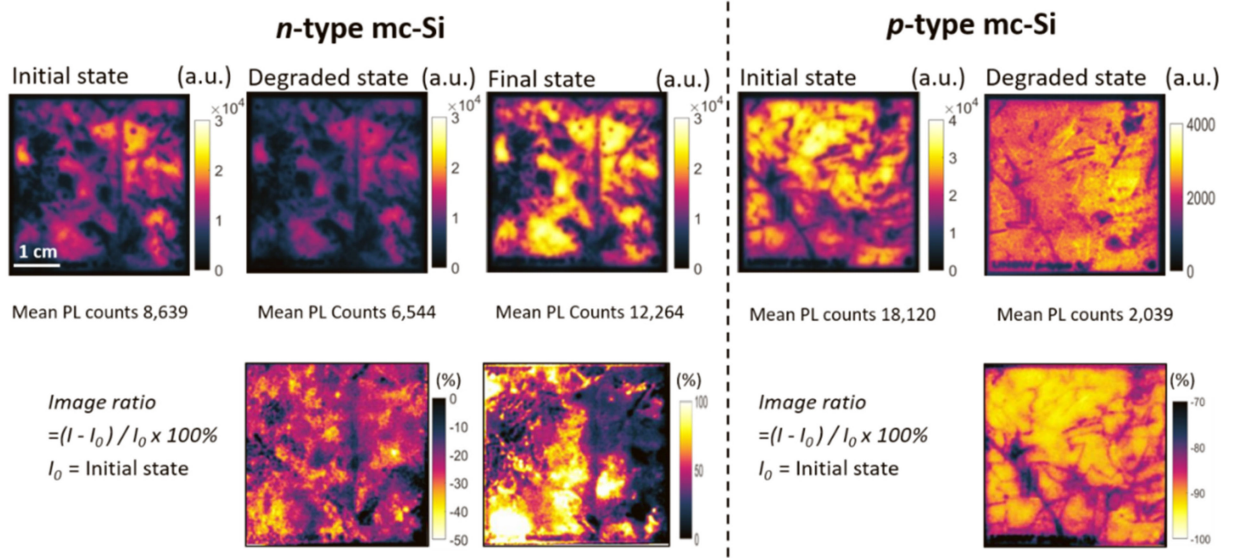 n-type mc-Si
p-type mc-Si
Initial state (a.u.) Degraded state (a.u.) Final state (a.u.)
Initial state (a.u.) Degraded state (a.u.)
×10⁴
3
2
1
0
1 cm
×10⁴
3
2
1
0
×10⁴
3
2
1
0
×10⁴
4
3
2
1
0
4000
2000
0
Mean PL counts 8,639
Mean PL Counts 6,544
Mean PL Counts 12,264
Mean PL counts 18,120
Mean PL counts 2,039
Image ratio
=(I - I₀) / I₀ x 100%
I₀ = Initial state
(%)
0
-10
-20
-30
-40
-50
(%)
100
50
0
Image ratio
=(I - I₀) / I₀ x 100%
I₀ = Initial state
(%)
-70
-80
-90
-100